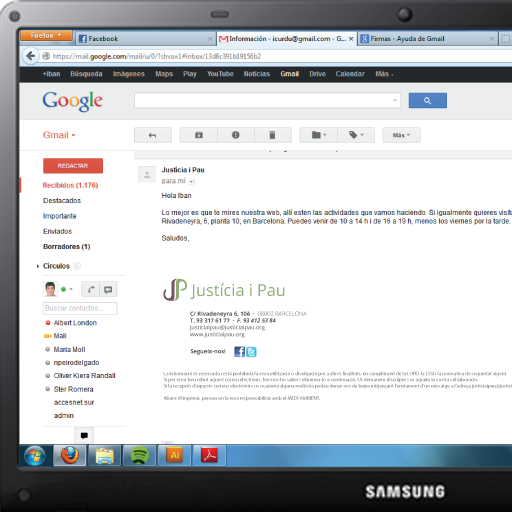 Firefox
Facebook
Información - icurdu@gmail.com - G...
Firmas - Ayuda de Gmail
https://mail.google.com/mail/u/0/?shva=1#inbox/13d8c391b19156b2
+Iban Búsqueda Imágenes Maps Play YouTube Noticias Gmail Drive Calendar Más
Google
Gmail
Más
REDACTAR
Justícia i Pau
para mí
Recibidos (1.176)
Destacados
Importante
Enviados
Borradores (1)
Círculos
Hola Iban
Lo mejor es que te mires nuestra web, allí esten las actividades que vamos haciendo. Si igualmente quieres visit
Rivadeneyra, 6, planta 10, en Barcelona. Puedes venir de 10 a 14 h i de 16 a 19 h, menos los viernes por la tarde.
Saludos,
Buscar contactos...
Albert London
Mali
Maria Moll
npeirodelgado
Oliver Kiera Randall
Ster Romera
accesnet.sur
admin
Justícia i Pau
C/ Rivadeneyra 6, 10è · 08002 BARCELONA
T. 93 317 61 77 · F. 93 412 53 84
justiciaipau@justiciaipau.org
www.justiciaipau.org
Segueix-nos!
SAMSUNG